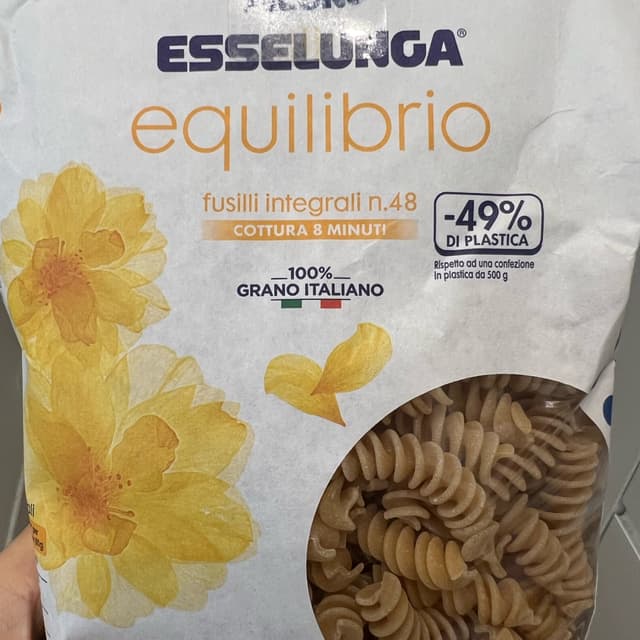 ESSELUNGA®
equilibrio
fusilli integrali n.48
COTTURA 8 MINUTI
-49%
DI PLASTICA
Rispetto ad una confezione
in plastica da 500 g
100%
GRANO ITALIANO